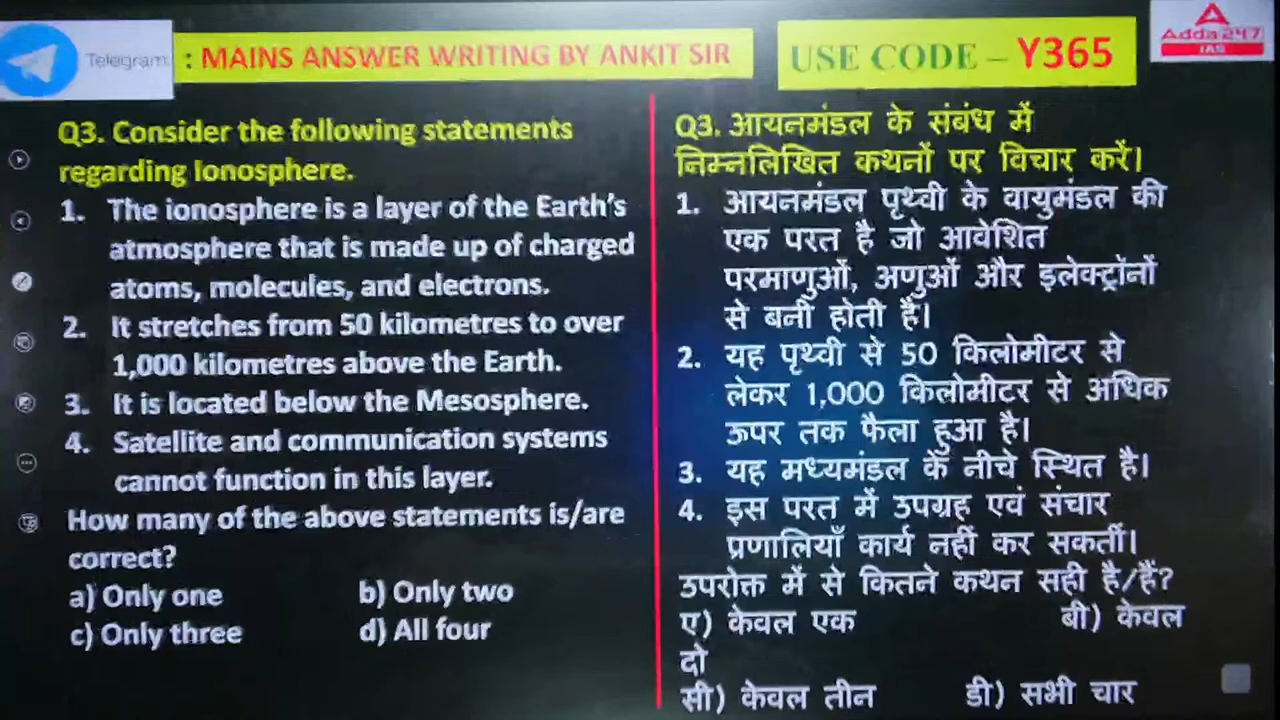 Telegram
: MAINS ANSWER WRITING BY ANKIT SIR
USE CODE – Y365
Adda247
IAS
Q3. Consider the following statements
regarding Ionosphere.
1. The ionosphere is a layer of the Earth's
atmosphere that is made up of charged
atoms, molecules, and electrons.
2. It stretches from 50 kilometres to over
1,000 kilometres above the Earth.
3. It is located below the Mesosphere.
4. Satellite and communication systems
cannot function in this layer.
How many of the above statements is/are
correct?
a) Only one b) Only two
c) Only three d) All four
Q3. आयनमंडल के संबंध में
निम्नलिखित कथनों पर विचार करें।
1. आयनमंडल पृथ्वी के वायुमंडल की
एक परत है जो आवेशित
परमाणुओं, अणुओं और इलेक्ट्रॉनों
से बनी होती है।
2. यह पृथ्वी से 50 किलोमीटर से
लेकर 1,000 किलोमीटर से अधिक
ऊपर तक फैला हुआ है।
3. यह मध्यमंडल के नीचे स्थित है।
4. इस परत में उपग्रह एवं संचार
प्रणालियाँ कार्य नहीं कर सकतीं।
उपरोक्त में से कितने कथन सही है/हैं?
ए) केवल एक बी) केवल
दो
सी) केवल तीन डी) सभी चार